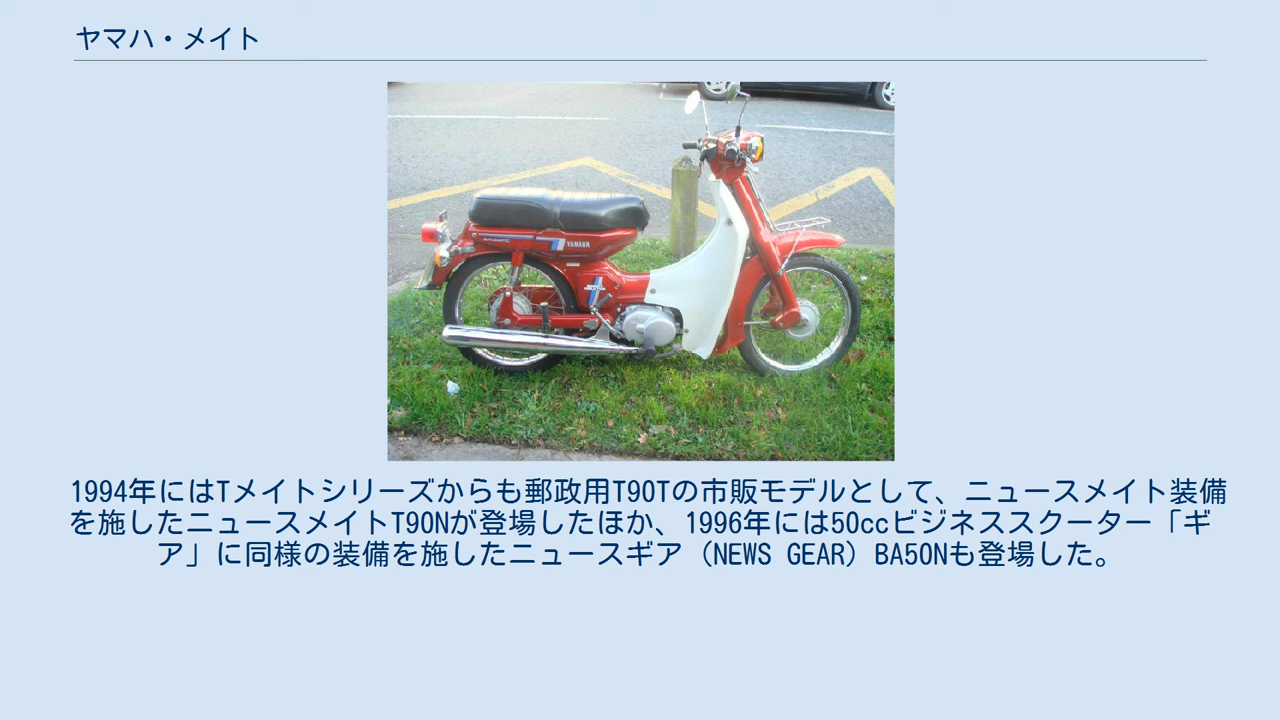 ヤマハ・メイト
YAMAHA
1994年にはTメイトシリーズからも郵政用T90Tの市販モデルとして、ニュースメイト装備
を施したニュースメイトT90Nが登場したほか、1996年には50ccビジネススクーター「ギ
ア」に同様の装備を施したニュースギア（NEWS GEAR）BA50Nも登場した。